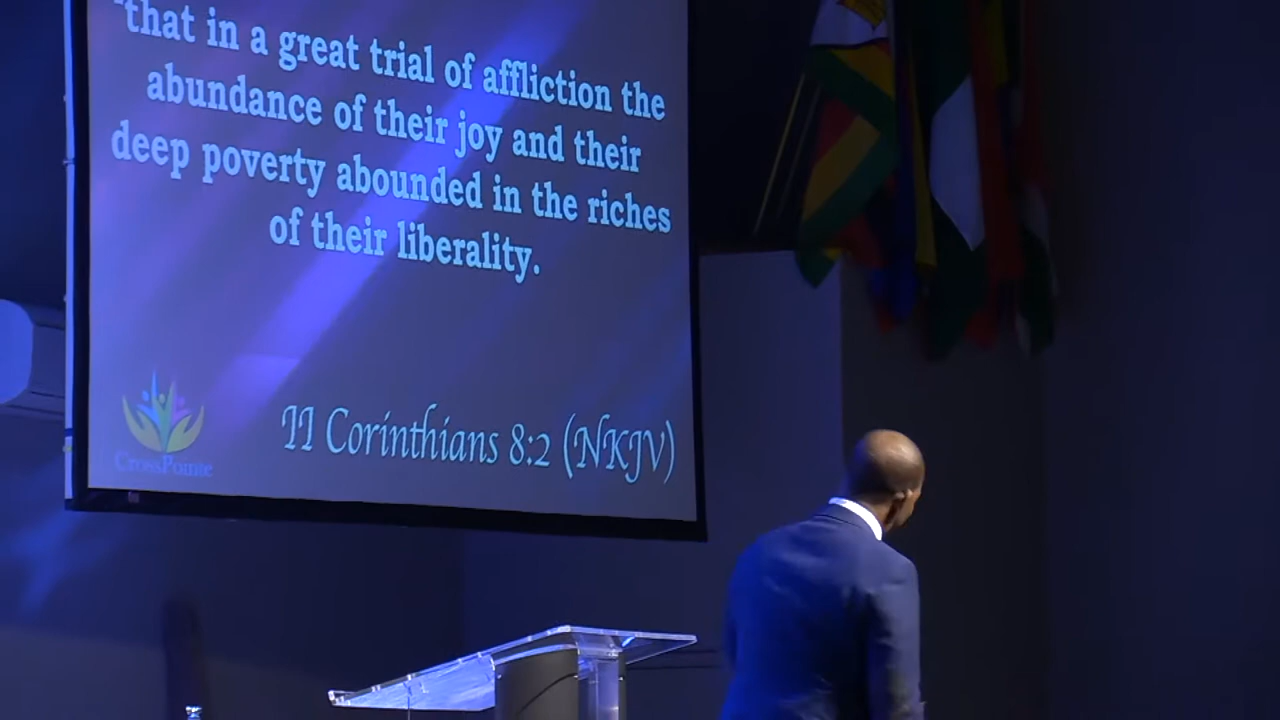 that in a great trial of affliction the
abundance of their joy and their
deep poverty abounded in the riches
of their liberality.
II Corinthians 8:2 (NKJV)
CrossPointe